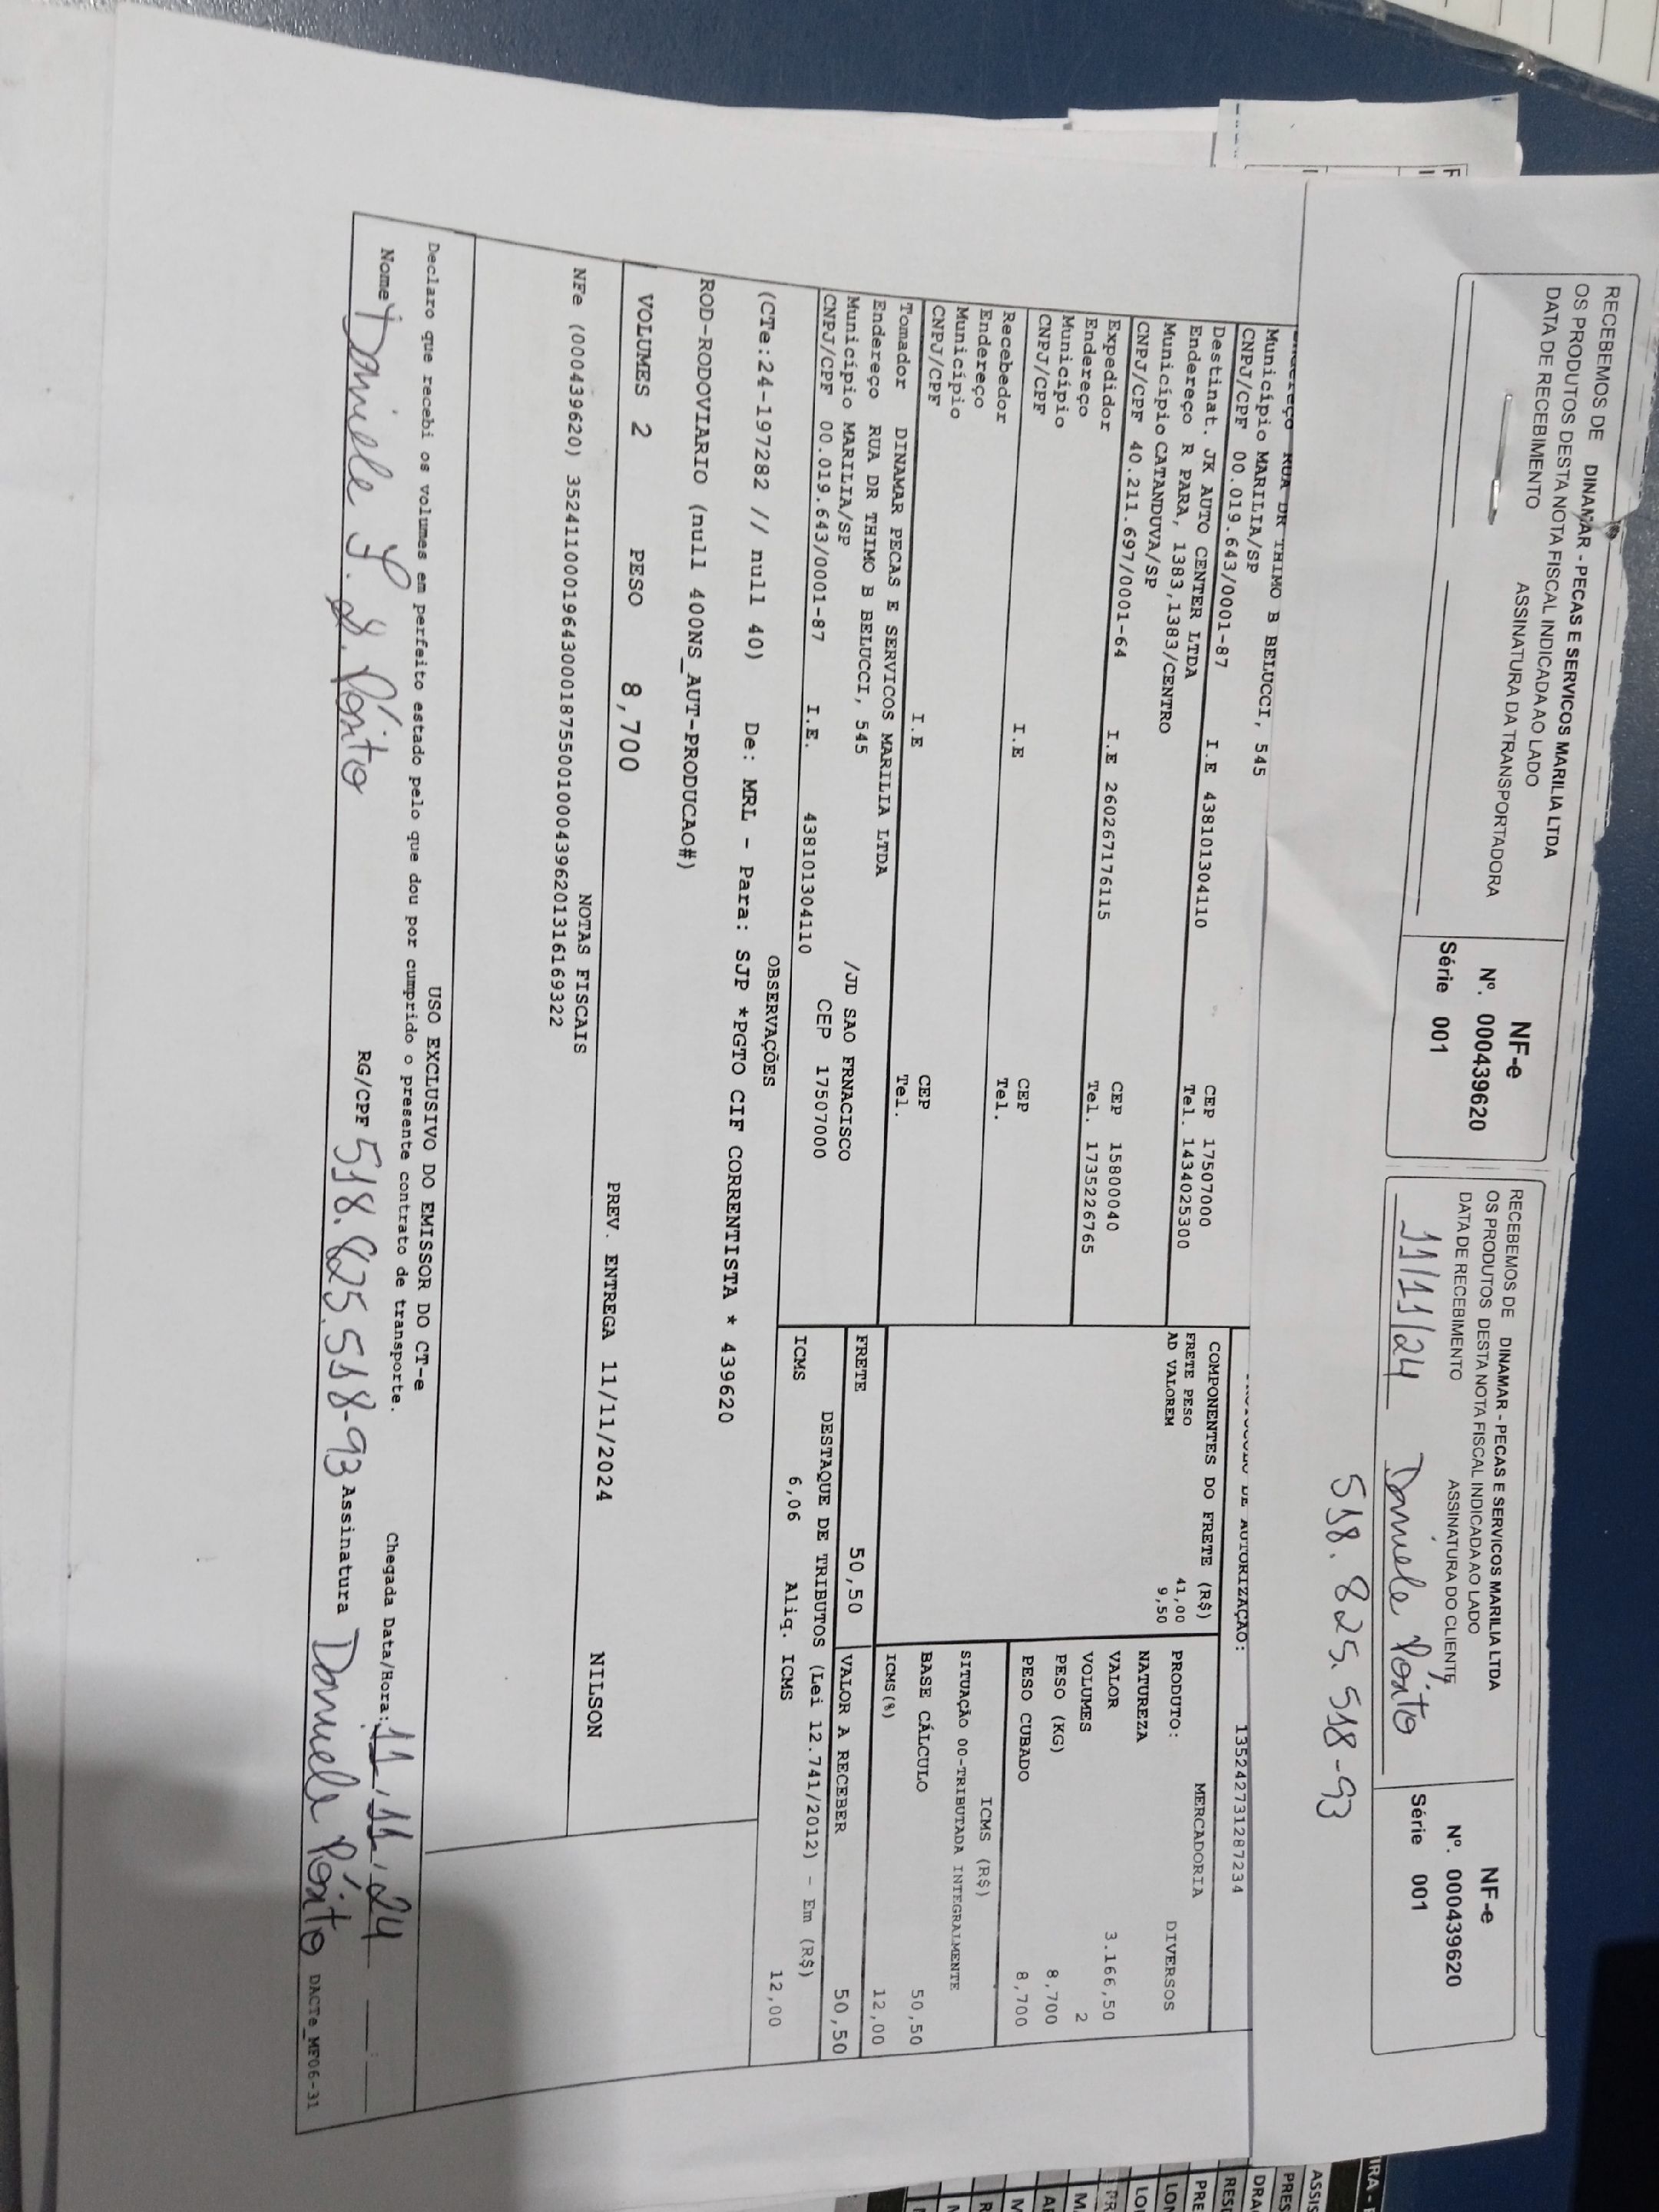 RECEBEMOS DE DINAMAR - PECAS E SERVICOS MARILIA LTDA
OS PRODUTOS DESTA NOTA FISCAL INDICADA AO LADO
DATA DE RECEBIMENTO
ASSINATURA DA TRANSPORTADORA
NF-e
Nº. 000439620
Série 001
RECEBEMOS DE DINAMAR - PECAS E SERVICOS MARILIA LTDA
OS PRODUTOS DESTA NOTA FISCAL INDICADA AO LADO
DATA DE RECEBIMENTO ASSINATURA DO CLIENTE
11/11/24 Daniele Pôrto
518.825.518-93
NF-e
Nº. 000439620
Série 001
RUA DR THIMO B BELUCCI, 545
Município MARILIA/SP CEP 17507000
CNPJ/CPF 00.019.643/0001-87 I.E 438101304110 Tel. 1434025300
Destinat. JK AUTO CENTER LTDA
Endereço R PARA, 1383,1383/CENTRO
Município CATANDUVA/SP CEP 15800040
CNPJ/CPF 40.211.697/0001-64 I.E 260267176115 Tel. 1735226765
Expedidor
Endereço
Município CEP
CNPJ/CPF I.E Tel.
Recebedor
Endereço
Município CEP
CNPJ/CPF I.E Tel.
Tomador DINAMAR PECAS E SERVICOS MARILIA LTDA
Endereço RUA DR THIMO B BELUCCI, 545 /JD SAO FRNACISCO
Município MARILIA/SP CEP 17507000
CNPJ/CPF 00.019.643/0001-87 I.E. 438101304110
DE AUTORIZAÇÃO: 135242731287234
COMPONENTES DO FRETE (R$)
FRETE PESO 41,00
AD VALOREM 9,50
MERCADORIA
PRODUTO: DIVERSOS
NATUREZA
VALOR 3.166,50
VOLUMES 2
PESO (KG) 8,700
PESO CUBADO 8,700
ICMS (R$)
SITUAÇÃO 00-TRIBUTADA INTEGRALMENTE
BASE CÁLCULO 50,50
ICMS(%) 12,00
FRETE 50,50 VALOR A RECEBER 50,50
DESTAQUE DE TRIBUTOS (Lei 12.741/2012) - Em (R$)
ICMS 6,06 Aliq. ICMS 12,00
OBSERVAÇÕES
(CTe:24-197282 // null 40) De: MRL - Para: SJP *PGTO CIF CORRENTISTA * 439620
ROD-RODOVIARIO (null 400NS_AUT-PRODUCAO#)
VOLUMES 2 PESO 8,700 PREV. ENTREGA 11/11/2024 NILSON
NOTAS FISCAIS
NFe (000439620) 35241100019643000187550010004396201316169322
USO EXCLUSIVO DO EMISSOR DO CT-e
Declaro que recebi os volumes em perfeito estado pelo que dou por cumprido o presente contrato de transporte.
Chegada Data/Hora: 11/11/24
Nome Daniele Pôrto RG/CPF 518.825.518-93 Assinatura Daniele Pôrto
DACTe_MF06-31